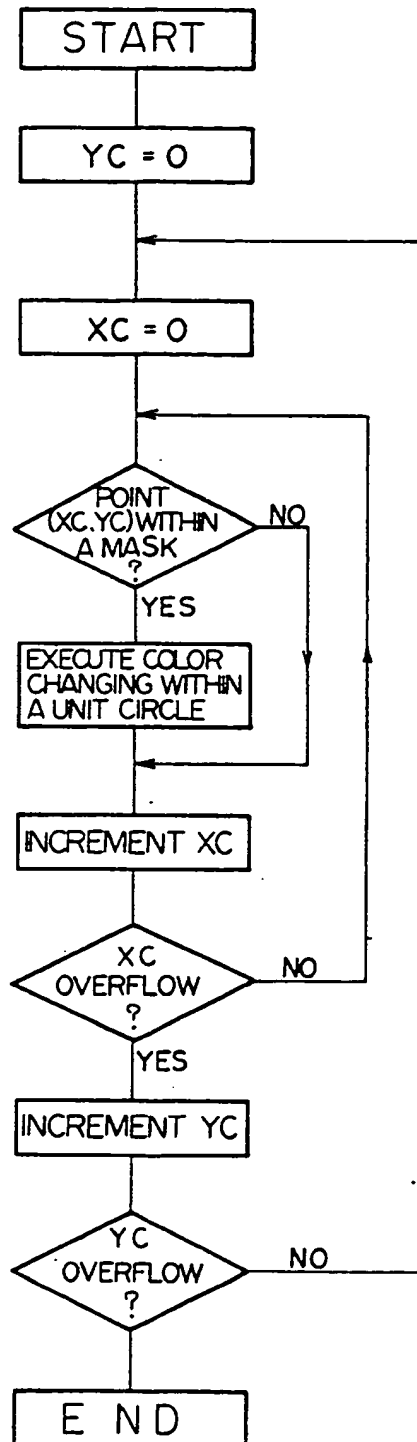 START
YC = 0
XC = 0
POINT
(XC.YC) WITHIN
A MASK
?
NO
YES
EXECUTE COLOR
CHANGING WITHIN
A UNIT CIRCLE
INCREMENT XC
XC
OVERFLOW
?
NO
YES
INCREMENT YC
YC
OVERFLOW
?
NO
END